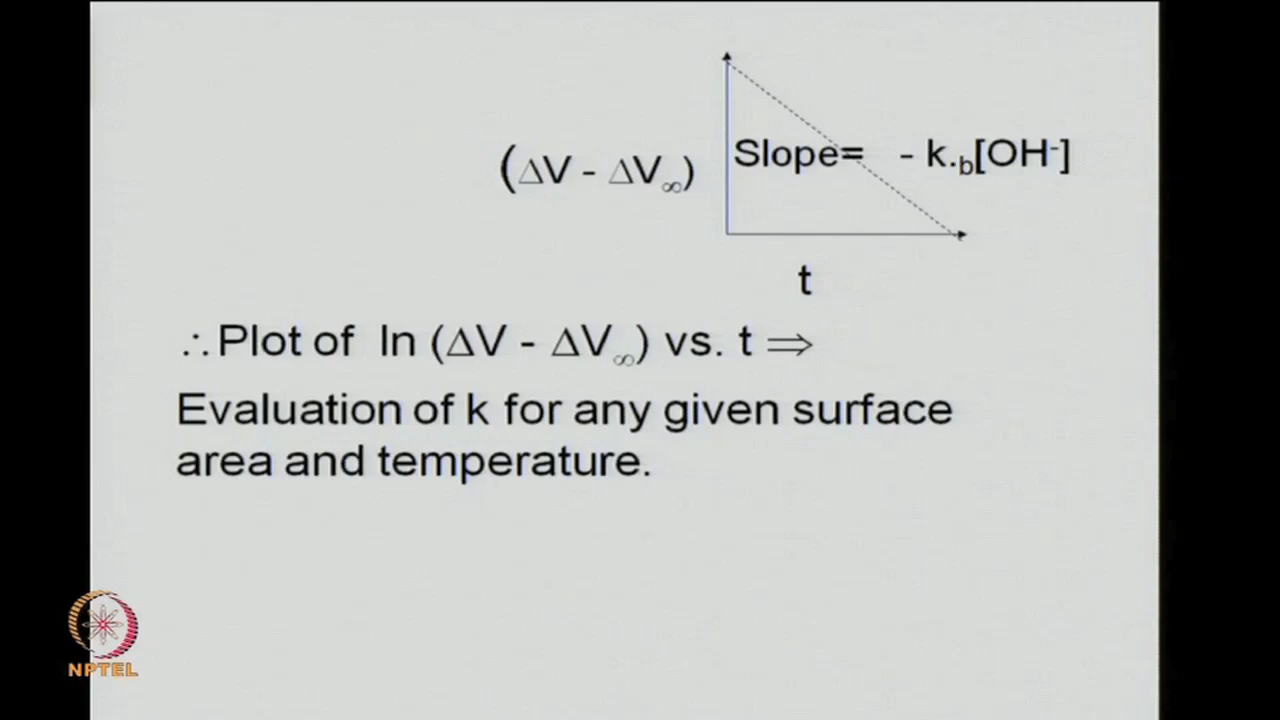 (ΔV - ΔV∞)
Slope= - k.b[OH-]
t
∴Plot of ln (ΔV - ΔV∞) vs. t ⇒
Evaluation of k for any given surface
area and temperature.
NPTEL